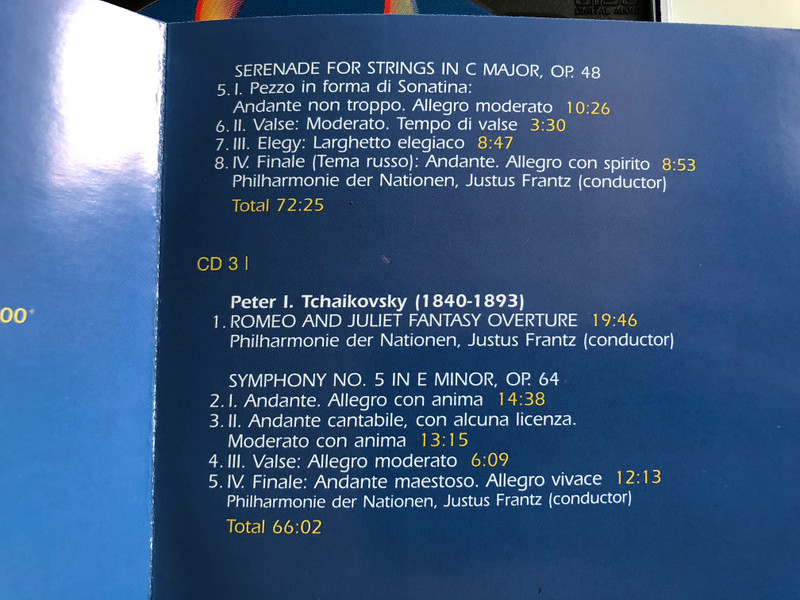 DIGITAL AUDIO
SERENADE FOR STRINGS IN C MAJOR, OP. 48
5. I. Pezzo in forma di Sonatina:
Andante non troppo. Allegro moderato 10:26
6. II. Valse: Moderato. Tempo di valse 3:30
7. III. Elegy: Larghetto elegiaco 8:47
8. IV. Finale (Tema russo): Andante. Allegro con spirito 8:53
Philharmonie der Nationen, Justus Frantz (conductor)
Total 72:25
CD 3 |
Peter I. Tchaikovsky (1840-1893)
00*
1. ROMEO AND JULIET FANTASY OVERTURE 19:46
Philharmonie der Nationen, Justus Frantz (conductor)
SYMPHONY NO. 5 IN E MINOR, OP. 64
2. I. Andante. Allegro con anima 14:38
3. II. Andante cantabile, con alcuna licenza.
Moderato con anima 13:15
4. III. Valse: Allegro moderato 6:09
5. IV. Finale: Andante maestoso. Allegro vivace 12:13
Philharmonie der Nationen, Justus Frantz (conductor)
Total 66:02